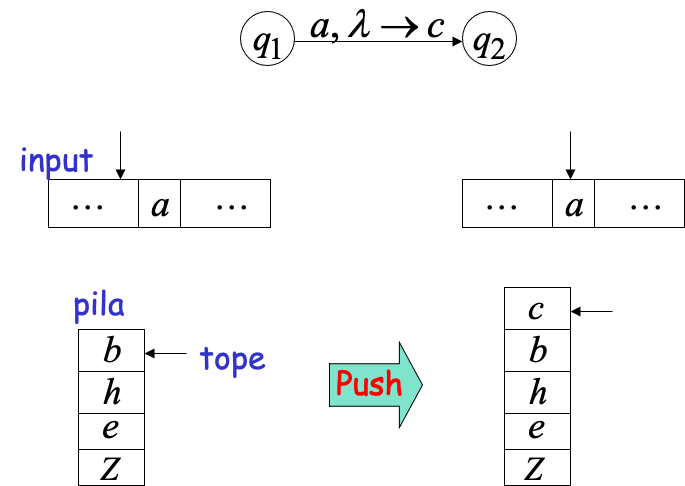 q1 a, λ → c q2
input
... a ... ... a ...
pila
c
b tope b
h Push h
e e
Z Z